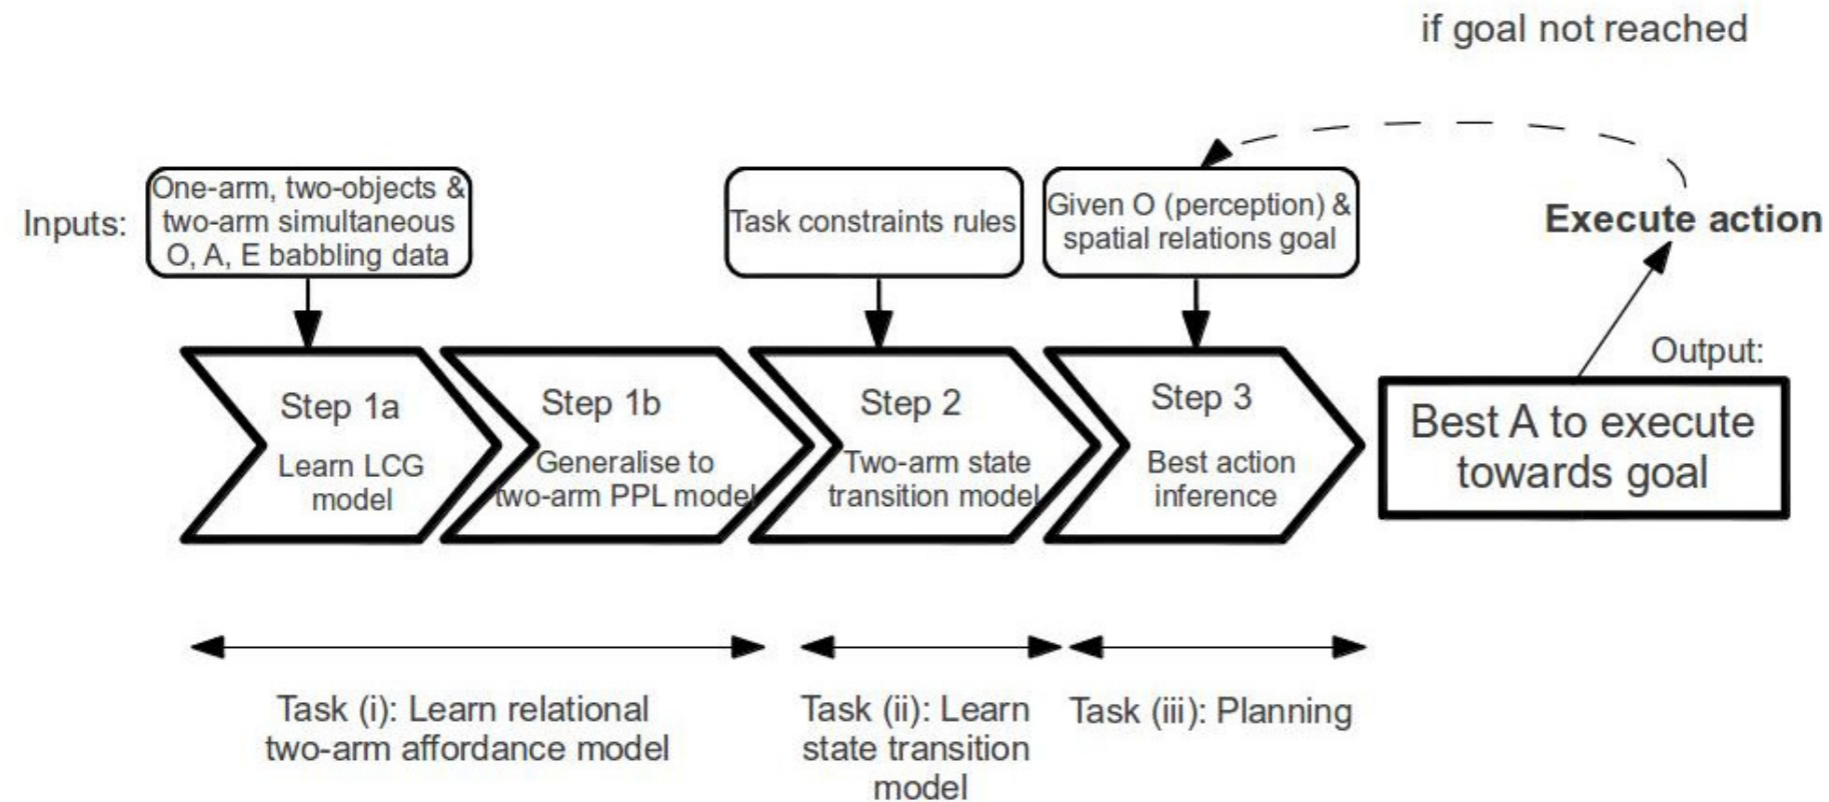 if goal not reached
Inputs:
One-arm, two-objects &
two-arm simultaneous
O, A, E babbling data
Task constraints rules
Given O (perception) &
spatial relations goal
Execute action
Step 1a
Learn LCG
model
Step 1b
Generalise to
two-arm PPL model
Step 2
Two-arm state
transition model
Step 3
Best action
inference
Output:
Best A to execute
towards goal
Task (i): Learn relational
two-arm affordance model
Task (ii): Learn
state transition
model
Task (iii): Planning